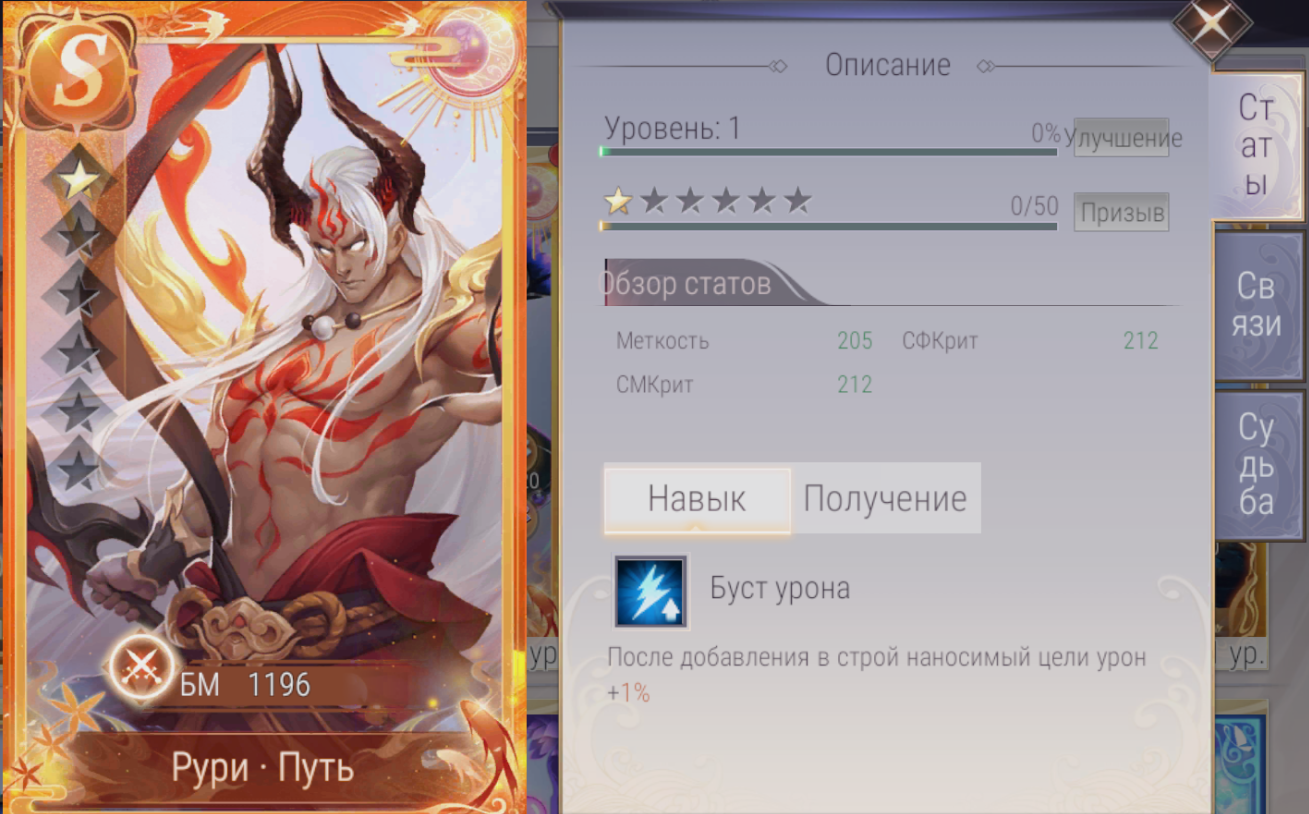 S
БМ 1196
Рури · Путь
Описание
Уровень: 1
0%
Улучшение
0/50
Призыв
Обзор статов
Меткость 205 СФКрит 212
СМКрит 212
Навык Получение
Буст урона
После добавления в строй наносимый цели урон
+1%
Ст
ат
ы
Св
язи
Су
дь
ба
ур
ур.